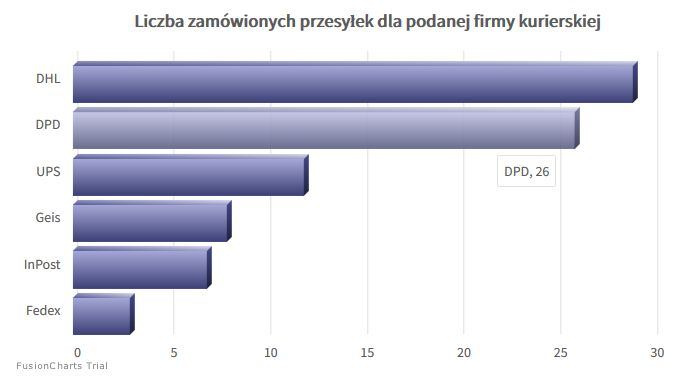 Liczba zamówionych przesyłek dla podanej firmy kurierskiej
DHL
DPD
UPS
DPD, 26
Geis
InPost
Fedex
0 5 10 15 20 25 30
FusionCharts Trial